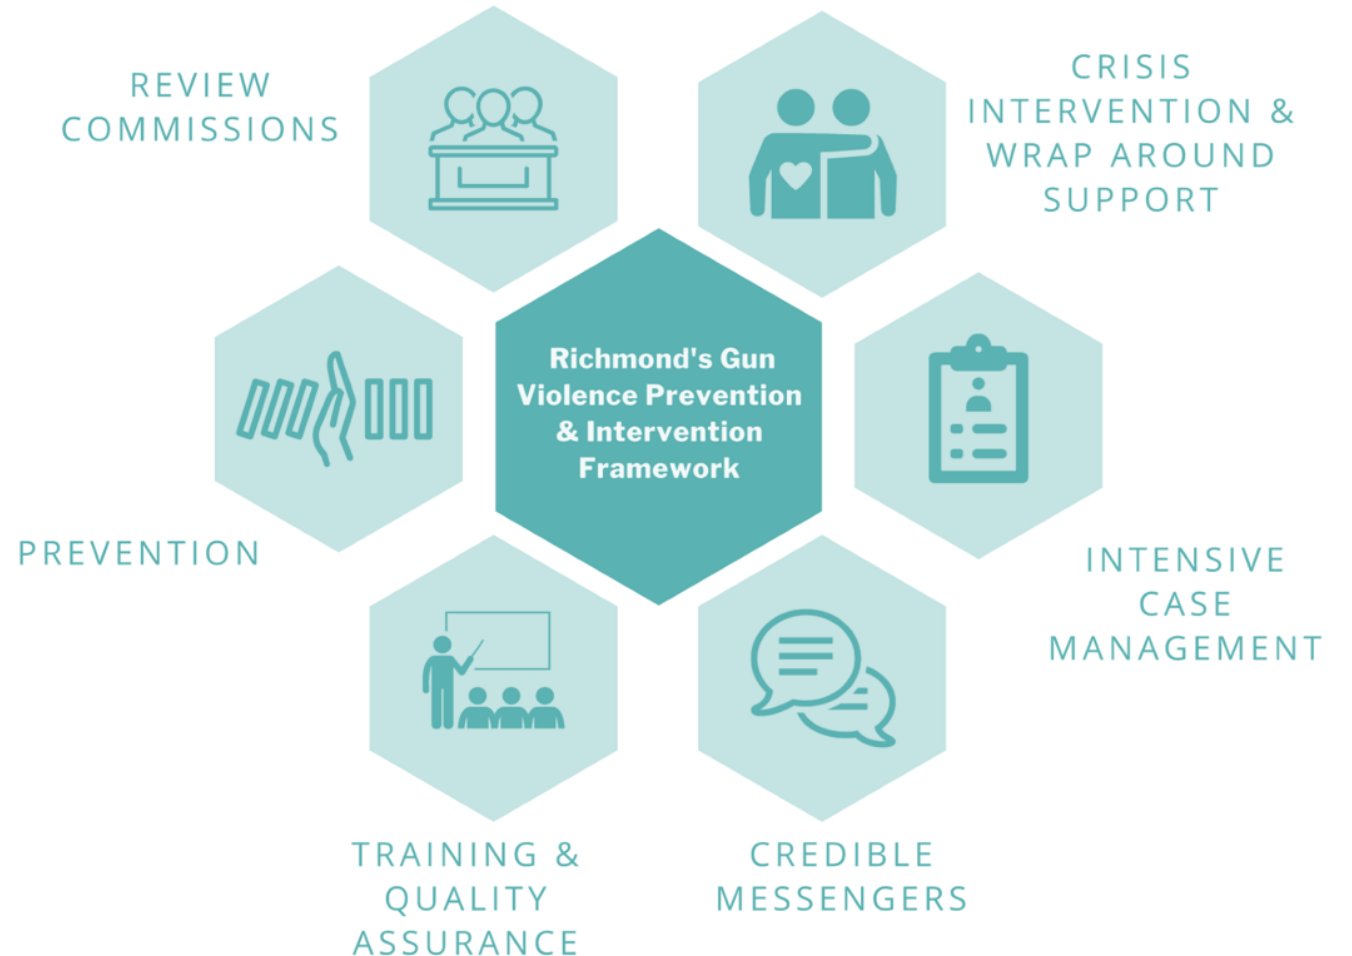 REVIEW
COMMISSIONS
CRISIS
INTERVENTION &
WRAP AROUND
SUPPORT
Richmond's Gun
Violence Prevention
& Intervention
Framework
PREVENTION
INTENSIVE
CASE
MANAGEMENT
TRAINING &
QUALITY
ASSURANCE
CREDIBLE
MESSENGERS